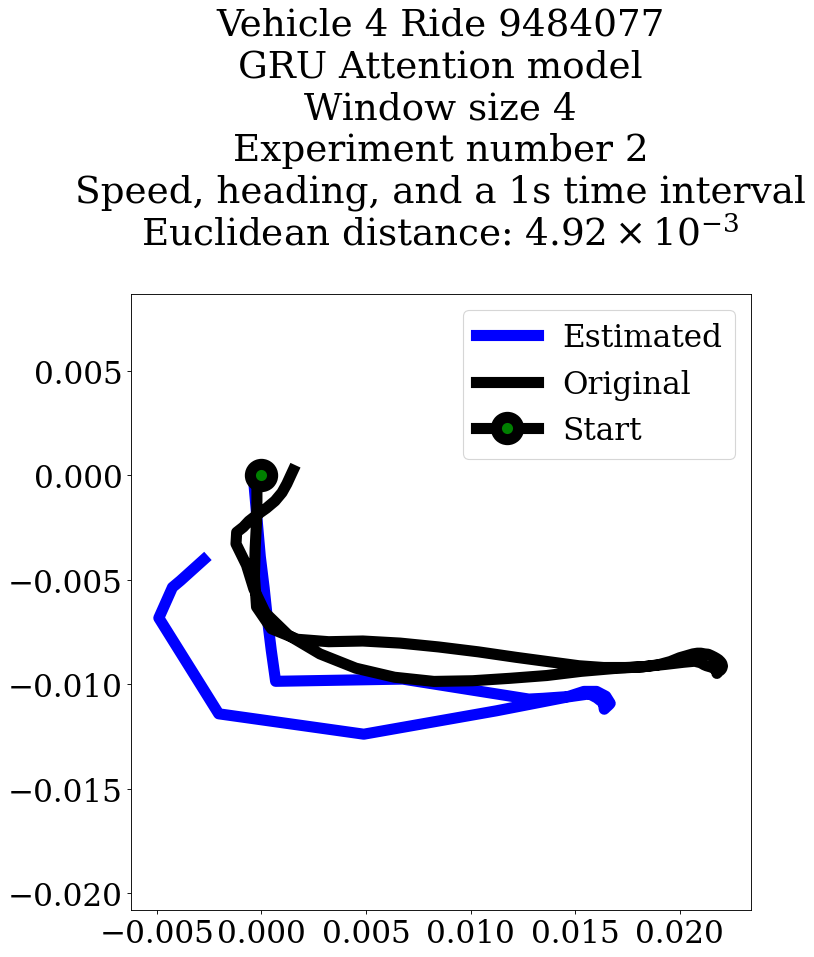 Vehicle 4 Ride 9484077
GRU Attention model
Window size 4
Experiment number 2
Speed, heading, and a 1s time interval
Euclidean distance: 4.92 × 10⁻³
Estimated
Original
Start
0.005
0.000
−0.005
−0.010
−0.015
−0.020
−0.005 0.000 0.005 0.010 0.015 0.020